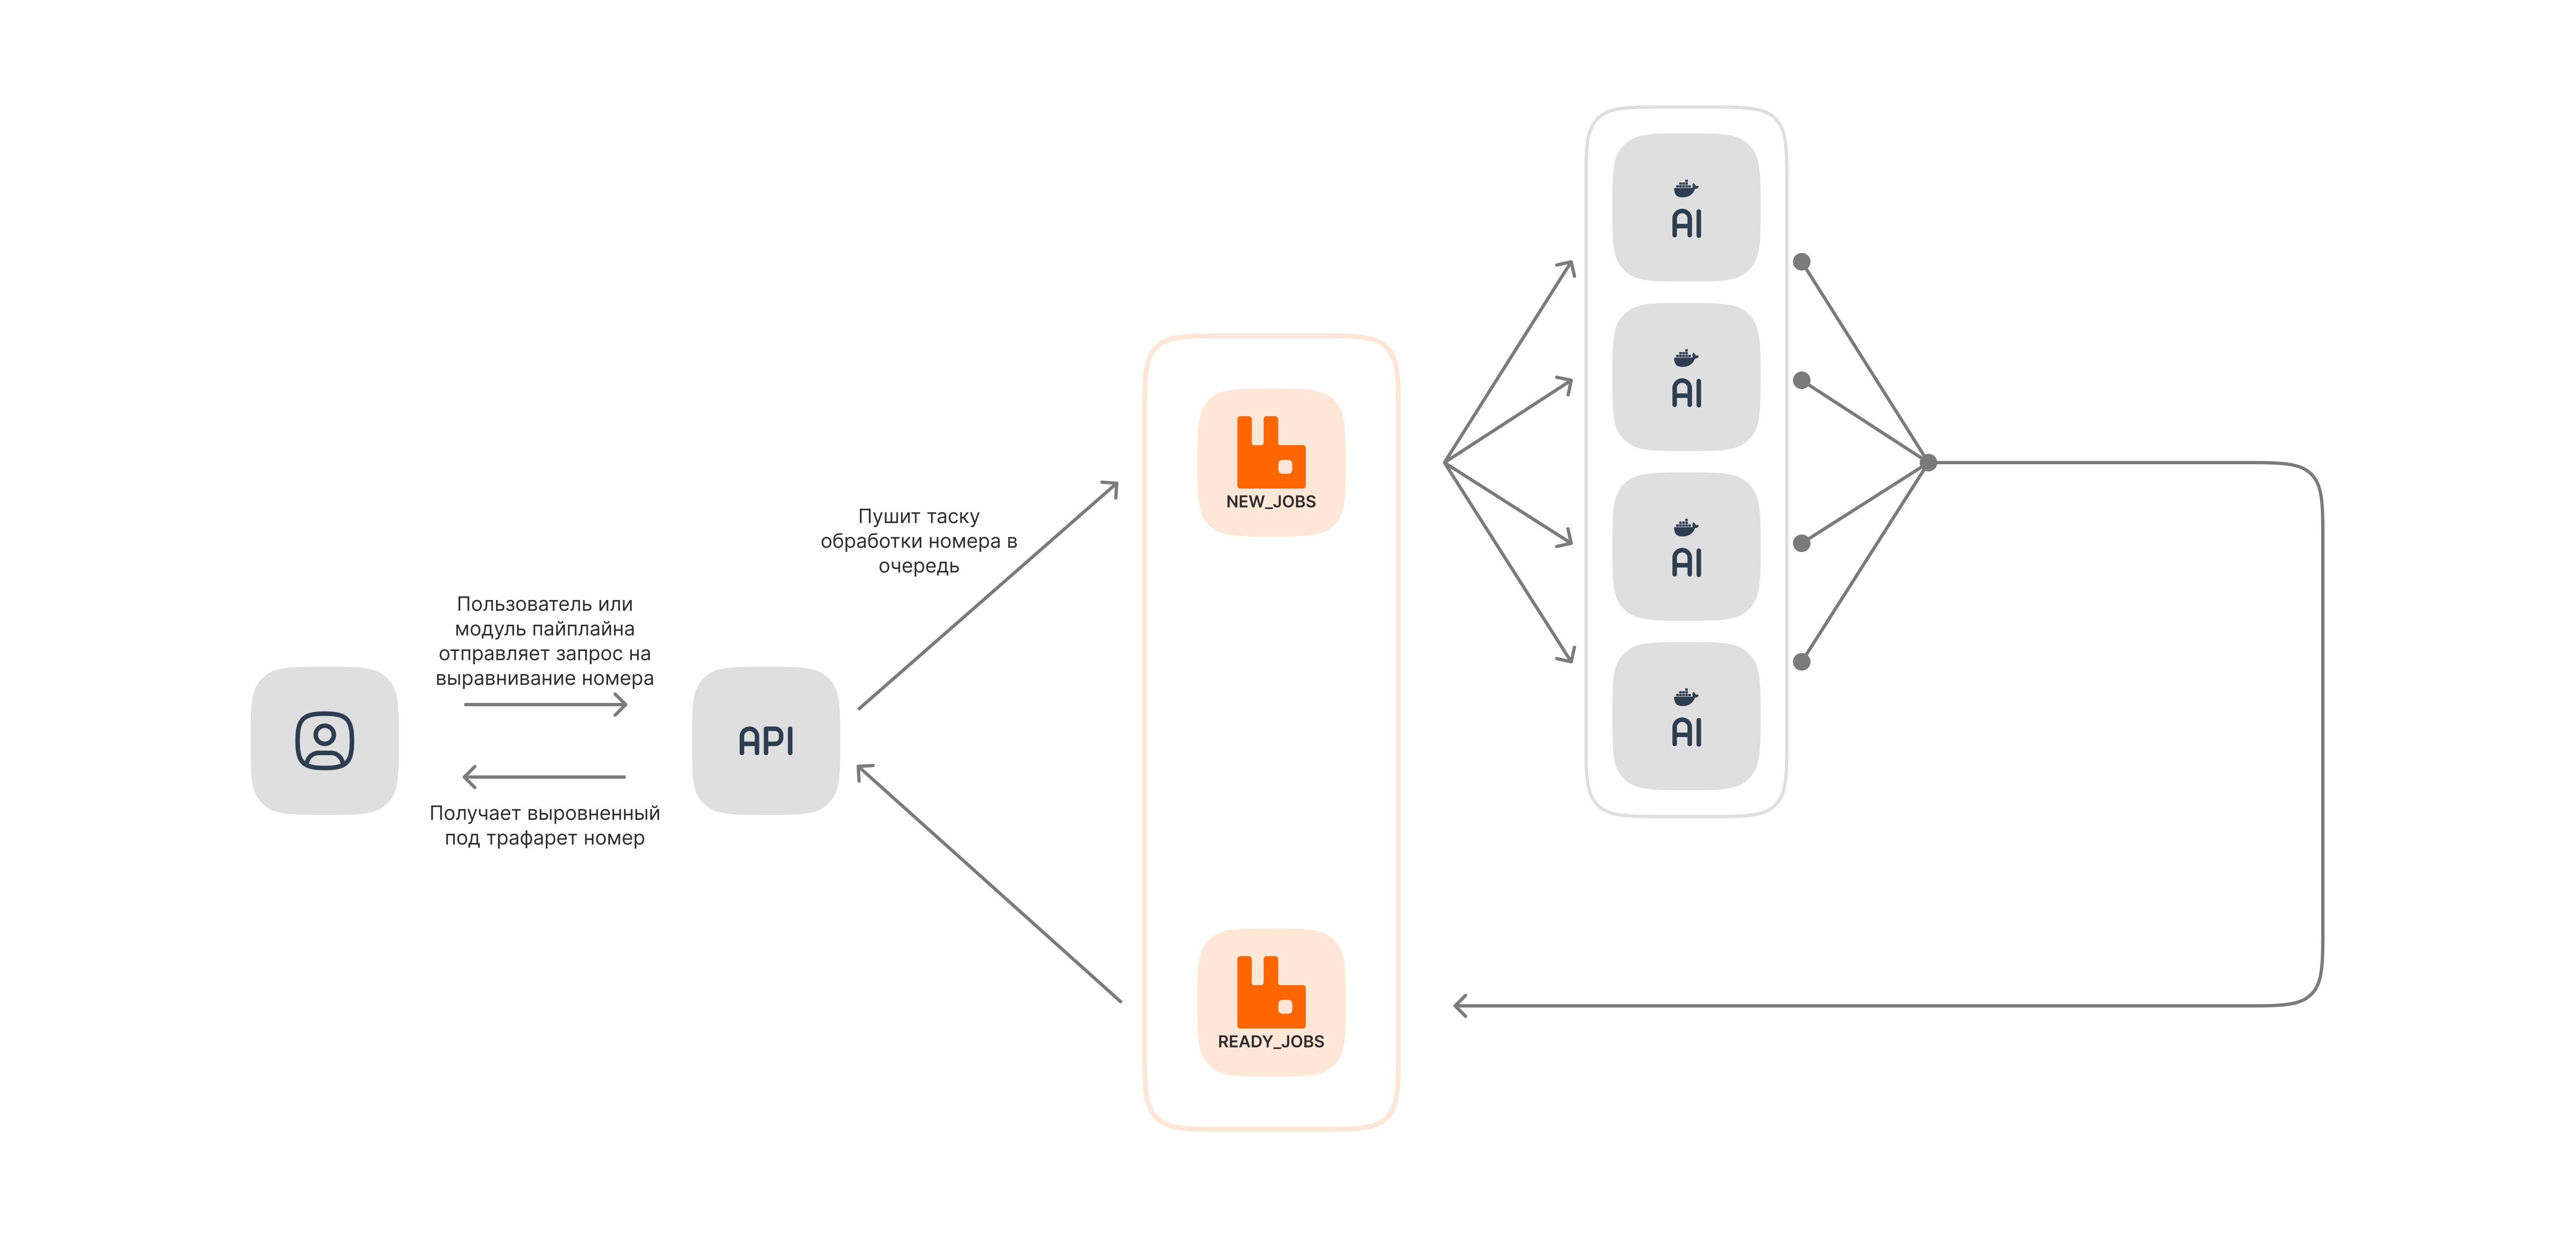 AI
AI
AI
AI
NEW_JOBS
Пушит таску
обработки номера в
очередь
Пользователь или
модуль пайплайна
отправляет запрос на
выравнивание номера
API
Получает выровненный
под трафарет номер
READY_JOBS